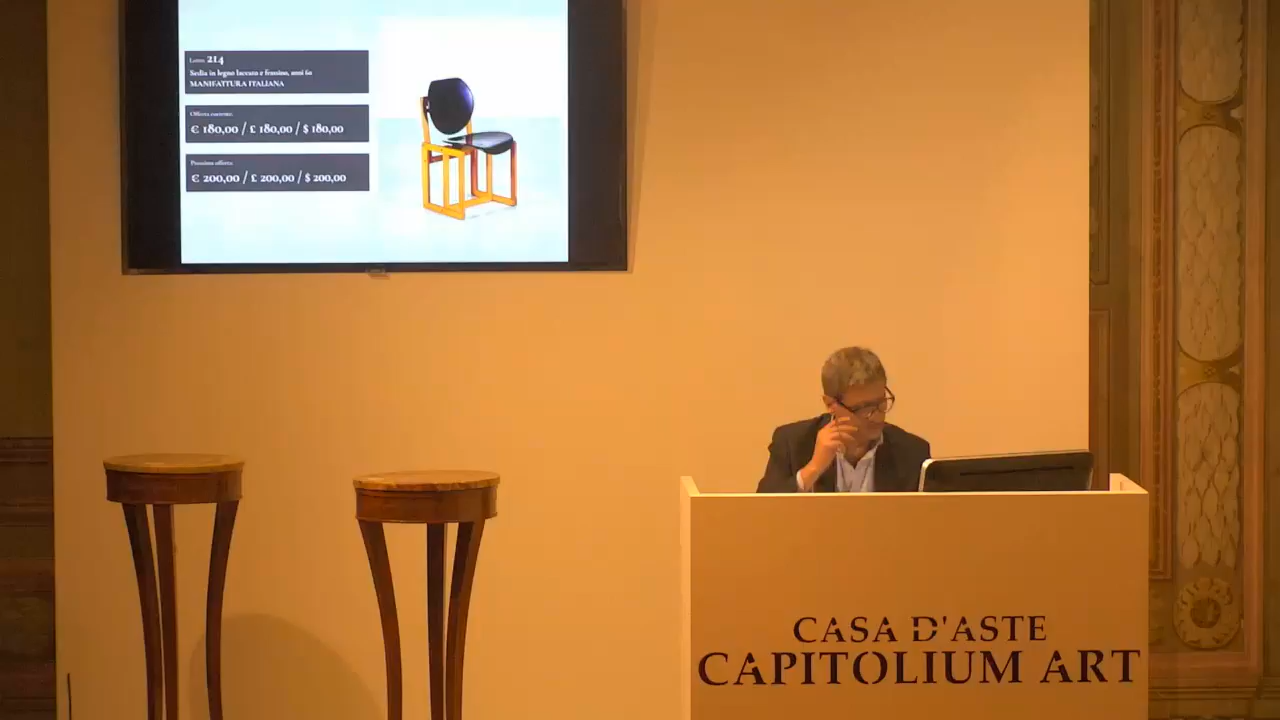 Lotto: 214
Sedia in legno laccato e frassino, anni 60
MANIFATTURA ITALIANA
Offerta corrente:
€ 180,00 / £ 180,00 / $ 180,00
Prossima offerta:
€ 200,00 / £ 200,00 / $ 200,00
CASA D'ASTE
CAPITOLIUM ART